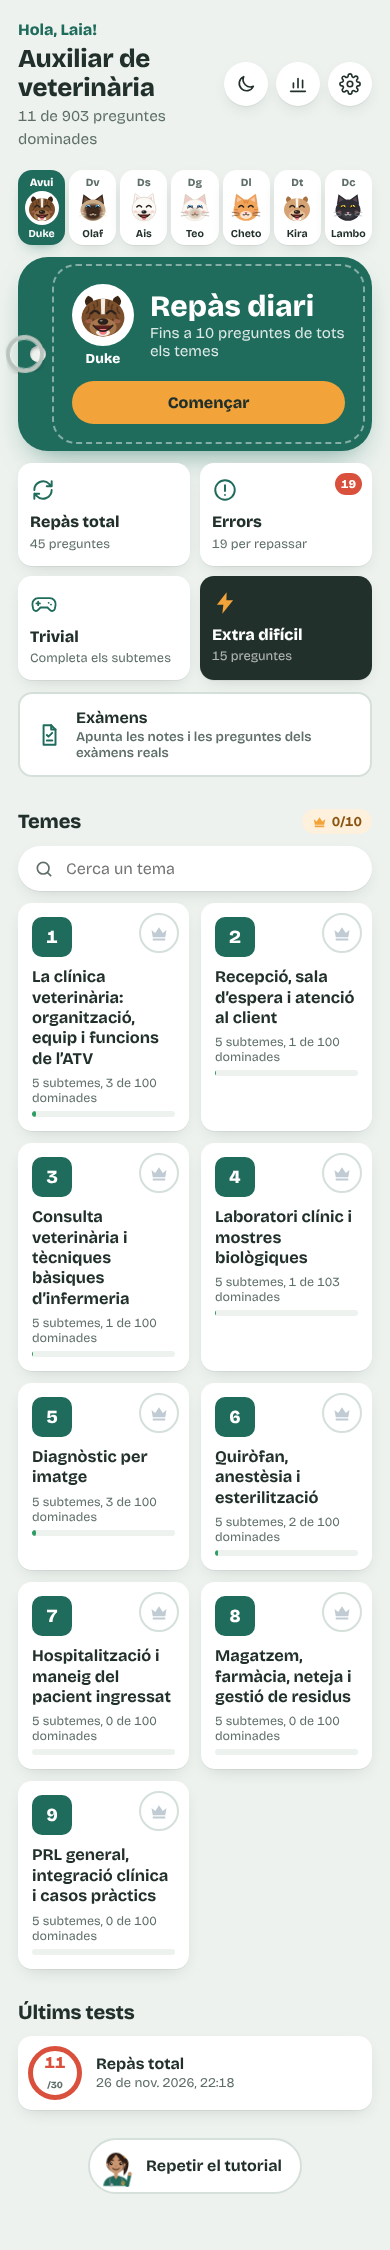 Hola, Laia!
Auxiliar de
veterinària
11 de 903 preguntes
dominades
Avui Dv Ds Dg Dl Dt Dc
Duke Olaf Ais Teo Cheto Kira Lambo
Repàs diari
Fins a 10 preguntes de tots
els temes
Duke
Començar
19
Repàs total
45 preguntes
Errors
19 per repassar
Trivial
Completa els subtemes
Extra difícil
15 preguntes
Exàmens
Apunta les notes i les preguntes dels
exàmens reals
Temes
0/10
Cerca un tema
1
La clínica
veterinària:
organització,
equip i funcions
de l’ATV
5 subtemes, 3 de 100
dominades
2
Recepció, sala
d’espera i atenció
al client
5 subtemes, 1 de 100
dominades
3
Consulta
veterinària i
tècniques
bàsiques
d’infermeria
5 subtemes, 1 de 100
dominades
4
Laboratori clínic i
mostres
biològiques
5 subtemes, 1 de 103
dominades
5
Diagnòstic per
imatge
5 subtemes, 3 de 100
dominades
6
Quiròfan,
anestèsia i
esterilització
5 subtemes, 2 de 100
dominades
7
Hospitalització i
maneig del
pacient ingressat
5 subtemes, 0 de 100
dominades
8
Magatzem,
farmàcia, neteja i
gestió de residus
5 subtemes, 0 de 100
dominades
9
PRL general,
integració clínica
i casos pràctics
5 subtemes, 0 de 100
dominades
Últims tests
11
/30
Repàs total
26 de nov. 2026, 22:18
Repetir el tutorial